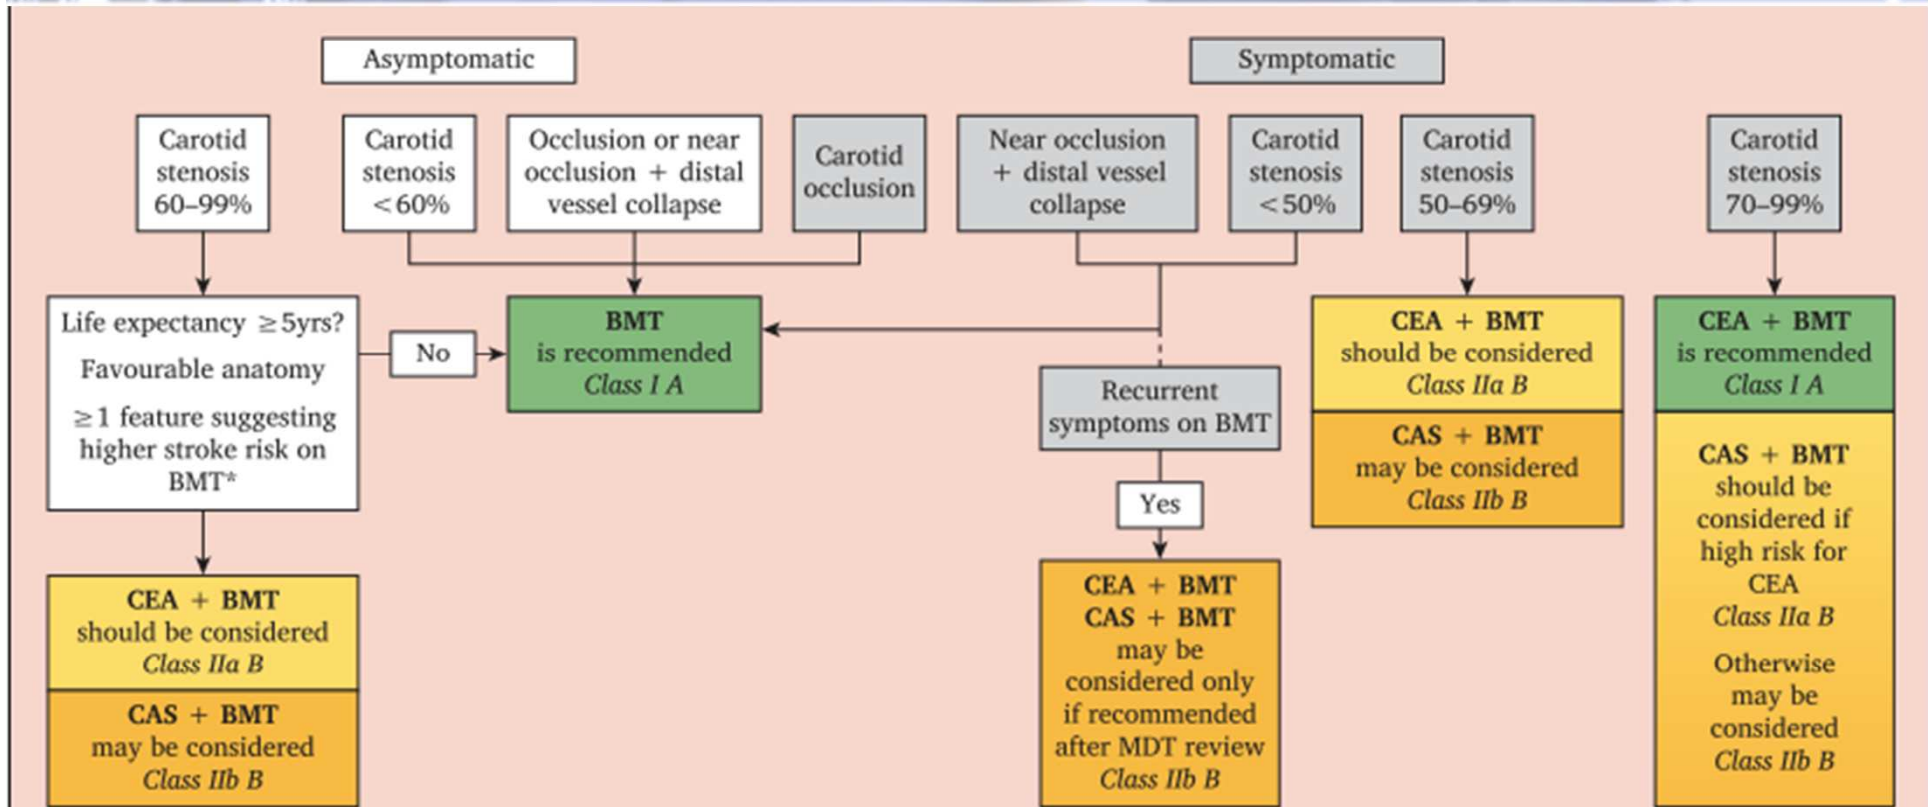 Asymptomatic
Symptomatic
Carotid
stenosis
60–99%
Carotid
stenosis
<60%
Occlusion or near
occlusion + distal
vessel collapse
Carotid
occlusion
Near occlusion
+ distal vessel
collapse
Carotid
stenosis
<50%
Carotid
stenosis
50–69%
Carotid
stenosis
70–99%
Life expectancy ≥5yrs?
Favourable anatomy
≥1 feature suggesting
higher stroke risk on
BMT*
No
BMT
is recommended
Class I A
Recurrent
symptoms on BMT
Yes
CEA + BMT
should be considered
Class IIa B
CAS + BMT
may be considered
Class IIb B
CEA + BMT
is recommended
Class I A
CAS + BMT
should be
considered if
high risk for
CEA
Class IIa B
Otherwise
may be
considered
Class IIb B
CEA + BMT
should be considered
Class IIa B
CAS + BMT
may be considered
Class IIb B
CEA + BMT
CAS + BMT
may be
considered only
if recommended
after MDT review
Class IIb B